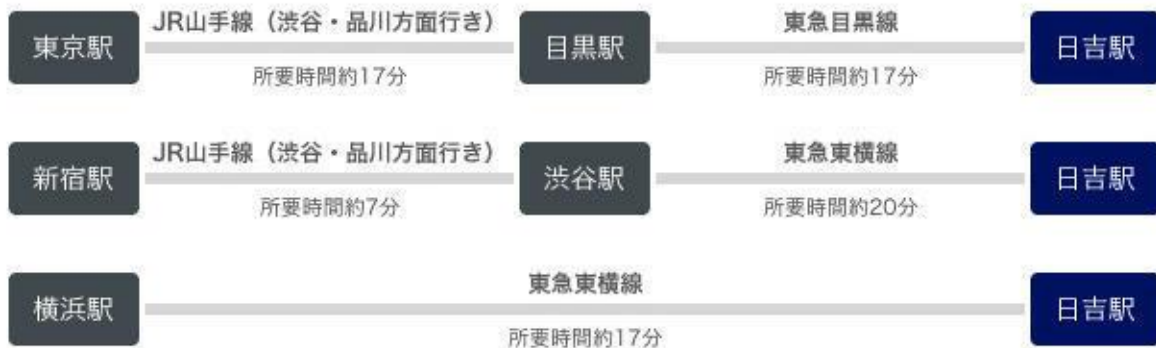 JR山手線（渋谷・品川方面行き） 東急目黒線
東京駅 目黒駅 日吉駅
所要時間約17分 所要時間約17分
JR山手線（渋谷・品川方面行き） 東急東横線
新宿駅 渋谷駅 日吉駅
所要時間約7分 所要時間約20分
東急東横線
横浜駅 日吉駅
所要時間約17分